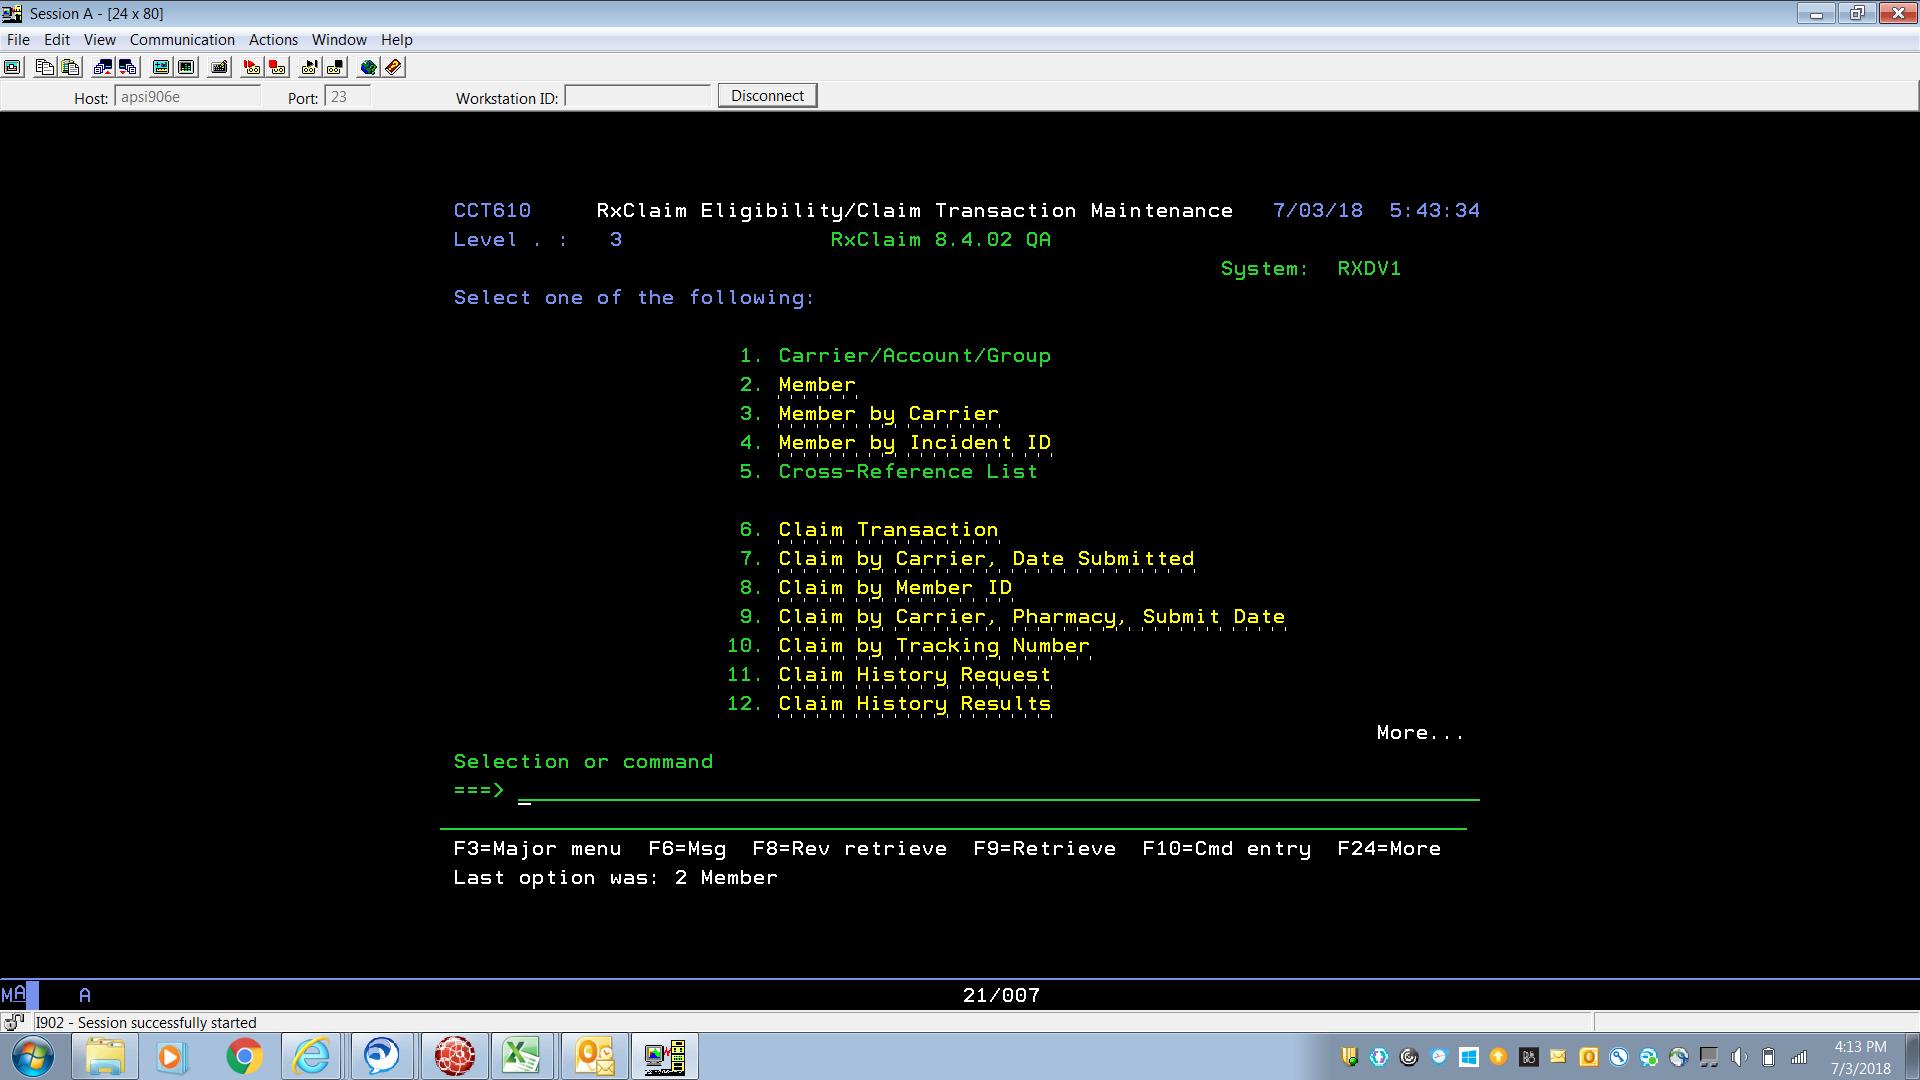 Session A - [24 x 80]
File Edit View Communication Actions Window Help
Host: apsi906e Port: 23 Workstation ID: Disconnect
CCT610 RxClaim Eligibility/Claim Transaction Maintenance 7/03/18 5:43:34
Level . : 3 RxClaim 8.4.02 QA
System: RXDV1
Select one of the following:
1. Carrier/Account/Group
2. Member
3. Member by Carrier
4. Member by Incident ID
5. Cross-Reference List
6. Claim Transaction
7. Claim by Carrier, Date Submitted
8. Claim by Member ID
9. Claim by Carrier, Pharmacy, Submit Date
10. Claim by Tracking Number
11. Claim History Request
12. Claim History Results
More...
Selection or command
===> _
F3=Major menu F6=Msg F8=Rev retrieve F9=Retrieve F10=Cmd entry F24=More
Last option was: 2 Member
MA A 21/007
I902 - Session successfully started
4:13 PM
7/3/2018